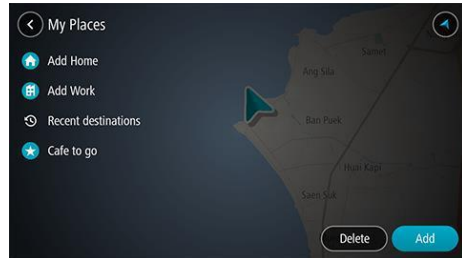 My Places
Add Home
Add Work
Recent destinations
Cafe to go
Samet
Ang Sila
Ban Puek
Huai Kapi
Saen Suk
Delete
Add